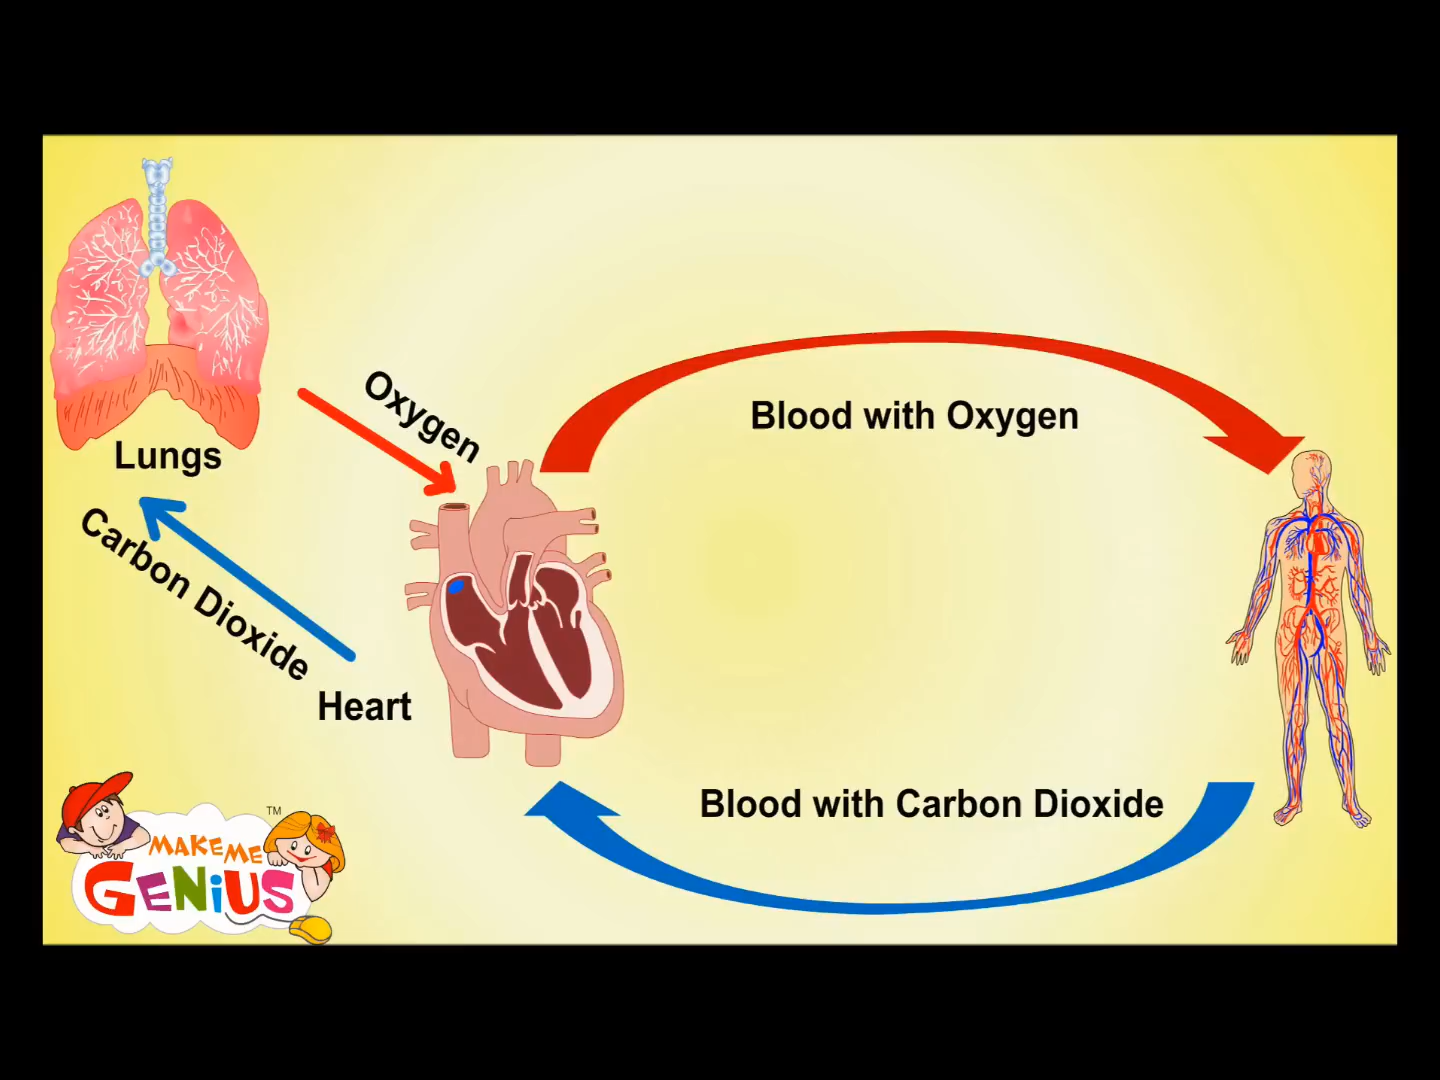 Oxygen
Blood with Oxygen
Lungs
Carbon Dioxide
Heart
Blood with Carbon Dioxide
MAKE ME
GENiUS
TM